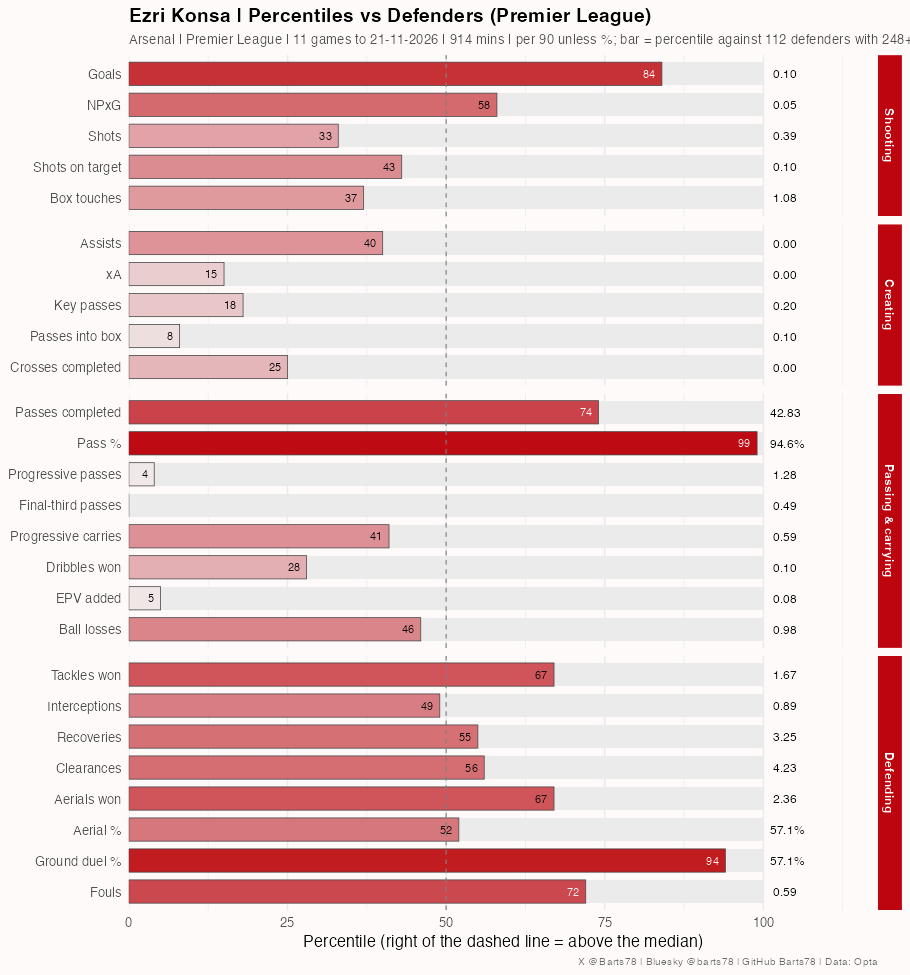 Ezri Konsa | Percentiles vs Defenders (Premier League)
Arsenal | Premier League | 11 games to 21-11-2026 | 914 mins | per 90 unless %; bar = percentile against 112 defenders with 248+
Goals 84 0.10
NPxG 58 0.05
Shots 33 0.39
Shots on target 43 0.10
Box touches 37 1.08
Shooting
Assists 40 0.00
xA 15 0.00
Key passes 18 0.20
Passes into box 8 0.10
Crosses completed 25 0.00
Creating
Passes completed 74 42.83
Pass % 99 94.6%
Progressive passes 4 1.28
Final-third passes 0.49
Progressive carries 41 0.59
Dribbles won 28 0.10
EPV added 5 0.08
Ball losses 46 0.98
Passing & carrying
Tackles won 67 1.67
Interceptions 49 0.89
Recoveries 55 3.25
Clearances 56 4.23
Aerials won 67 2.36
Aerial % 52 57.1%
Ground duel % 94 57.1%
Fouls 72 0.59
Defending
0 25 50 75 100
Percentile (right of the dashed line = above the median)
X @Barts78 | Bluesky @barts78 | GitHub Barts78 | Data: Opta